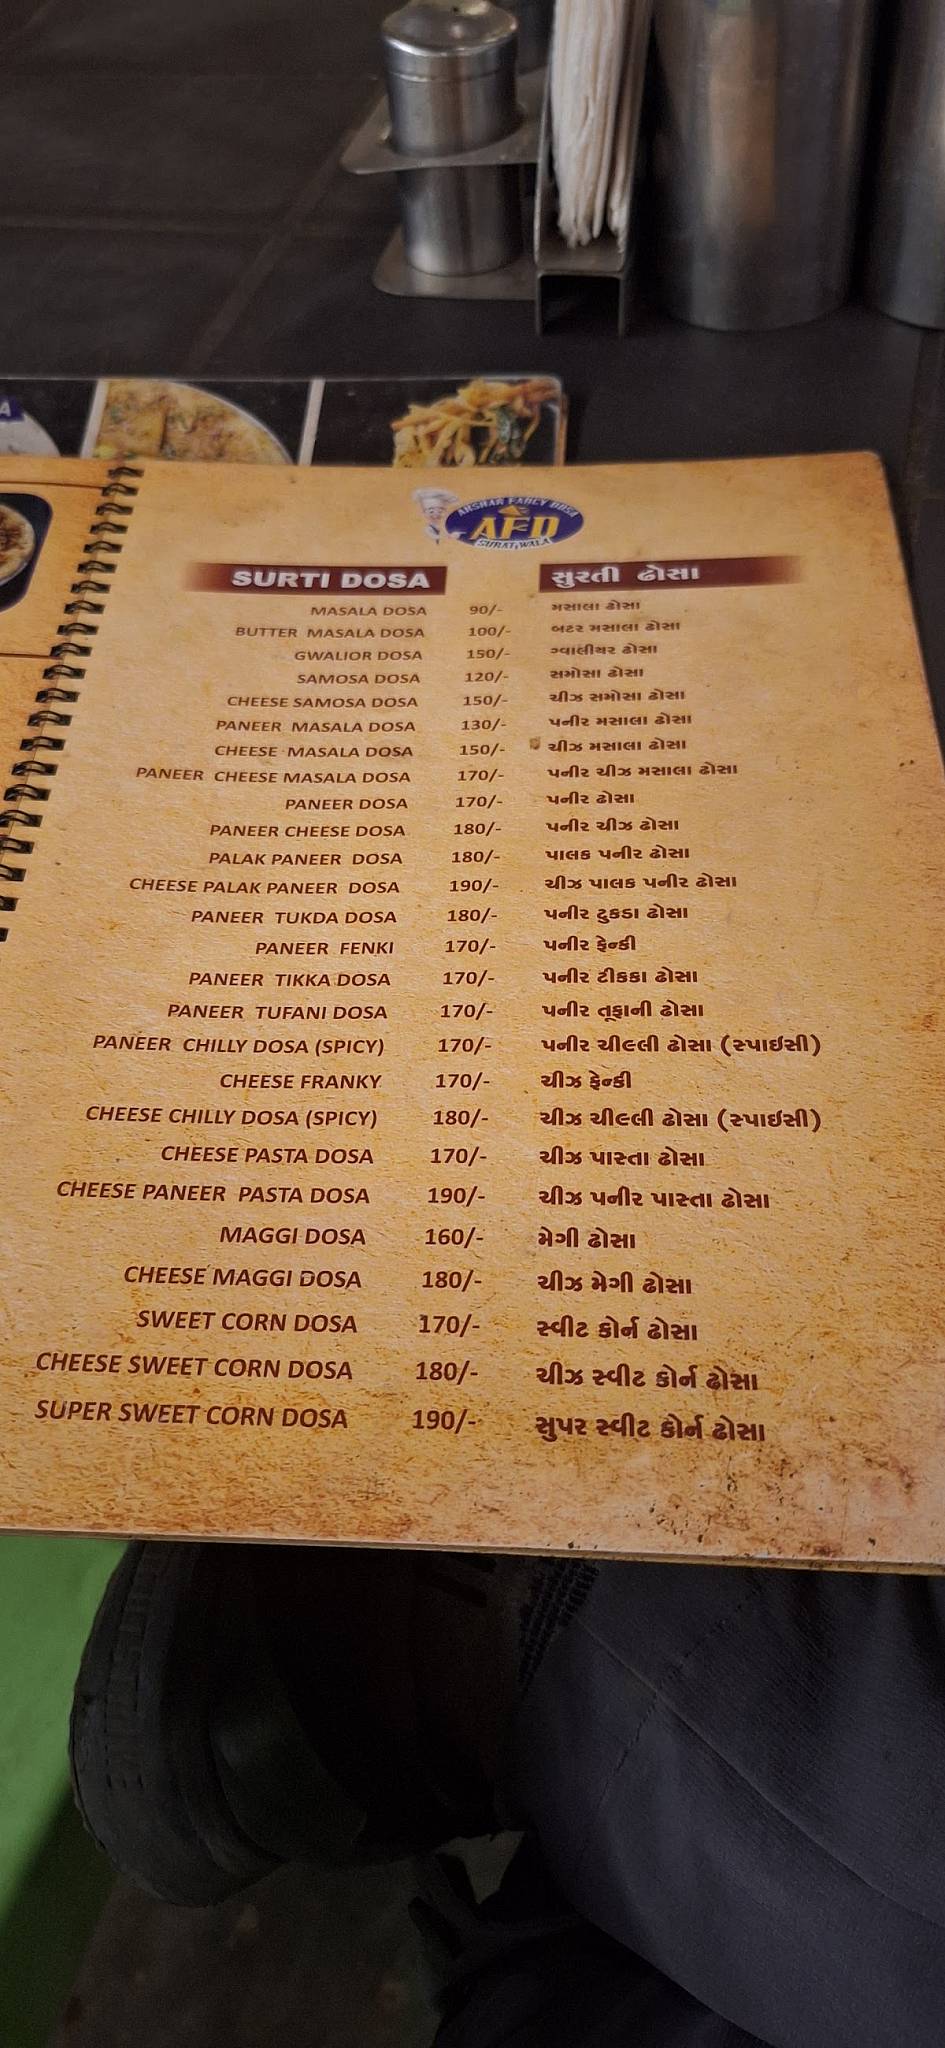 A
AKSHAR FANCY DOSA
AFD
SURATIWALA
SURTI DOSA સુરતી ઢોસા
MASALA DOSA 90/- મસાલા ઢોસા
BUTTER MASALA DOSA 100/- બટર મસાલા ઢોસા
GWALIOR DOSA 150/- ગ્વાલીયર ઢોસા
SAMOSA DOSA 120/- સમોસા ઢોસા
CHEESE SAMOSA DOSA 150/- ચીઝ સમોસા ઢોસા
PANEER MASALA DOSA 130/- પનીર મસાલા ઢોસા
CHEESE MASALA DOSA 150/- ચીઝ મસાલા ઢોસા
PANEER CHEESE MASALA DOSA 170/- પનીર ચીઝ મસાલા ઢોસા
PANEER DOSA 170/- પનીર ઢોસા
PANEER CHEESE DOSA 180/- પનીર ચીઝ ઢોસા
PALAK PANEER DOSA 180/- પાલક પનીર ઢોસા
CHEESE PALAK PANEER DOSA 190/- ચીઝ પાલક પનીર ઢોસા
PANEER TUKDA DOSA 180/- પનીર ટુકડા ઢોસા
PANEER FENKI 170/- પનીર ફેન્કી
PANEER TIKKA DOSA 170/- પનીર ટીકકા ઢોસા
PANEER TUFANI DOSA 170/- પનીર તૂફાની ઢોસા
PANEER CHILLY DOSA (SPICY) 170/- પનીર ચીલ્લી ઢોસા (સ્પાઇસી)
CHEESE FRANKY 170/- ચીઝ ફેન્કી
CHEESE CHILLY DOSA (SPICY) 180/- ચીઝ ચીલ્લી ઢોસા (સ્પાઇસી)
CHEESE PASTA DOSA 170/- ચીઝ પાસ્તા ઢોસા
CHEESE PANEER PASTA DOSA 190/- ચીઝ પનીર પાસ્તા ઢોસા
MAGGI DOSA 160/- મેગી ઢોસા
CHEESE MAGGI DOSA 180/- ચીઝ મેગી ઢોસા
SWEET CORN DOSA 170/- સ્વીટ કોર્ન ઢોસા
CHEESE SWEET CORN DOSA 180/- ચીઝ સ્વીટ કોર્ન ઢોસા
SUPER SWEET CORN DOSA 190/- સુપર સ્વીટ કોર્ન ઢોસા